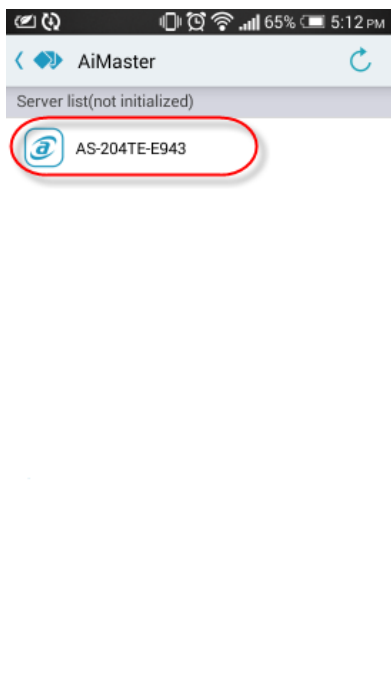 65% 5:12 PM
AiMaster
Server list(not initialized)
AS-204TE-E943